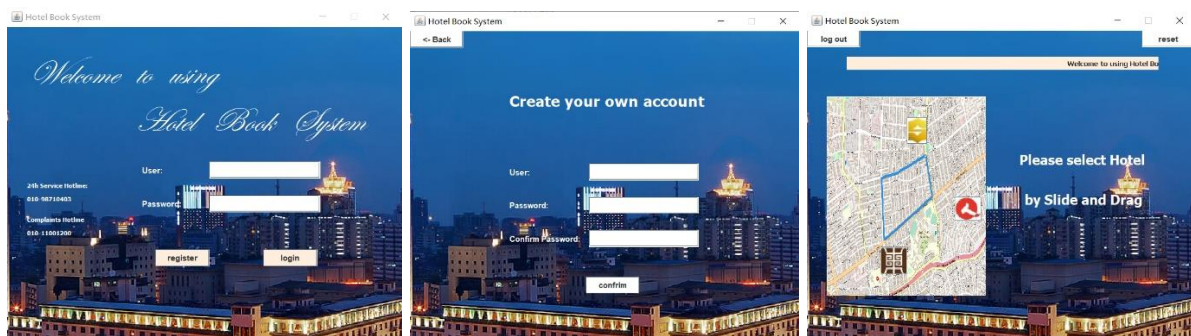 Hotel Book System
Welcome to using
Hotel Book System
User:
24h Service Hotline:
010-98710403
Password:
Complaints Hotline
010-11001200
register
login
Hotel Book System
<- Back
Create your own account
User:
Password:
Confirm Password:
confrim
Hotel Book System
log out
reset
Welcome to using Hotel Bo
Please select Hotel
by Slide and Drag